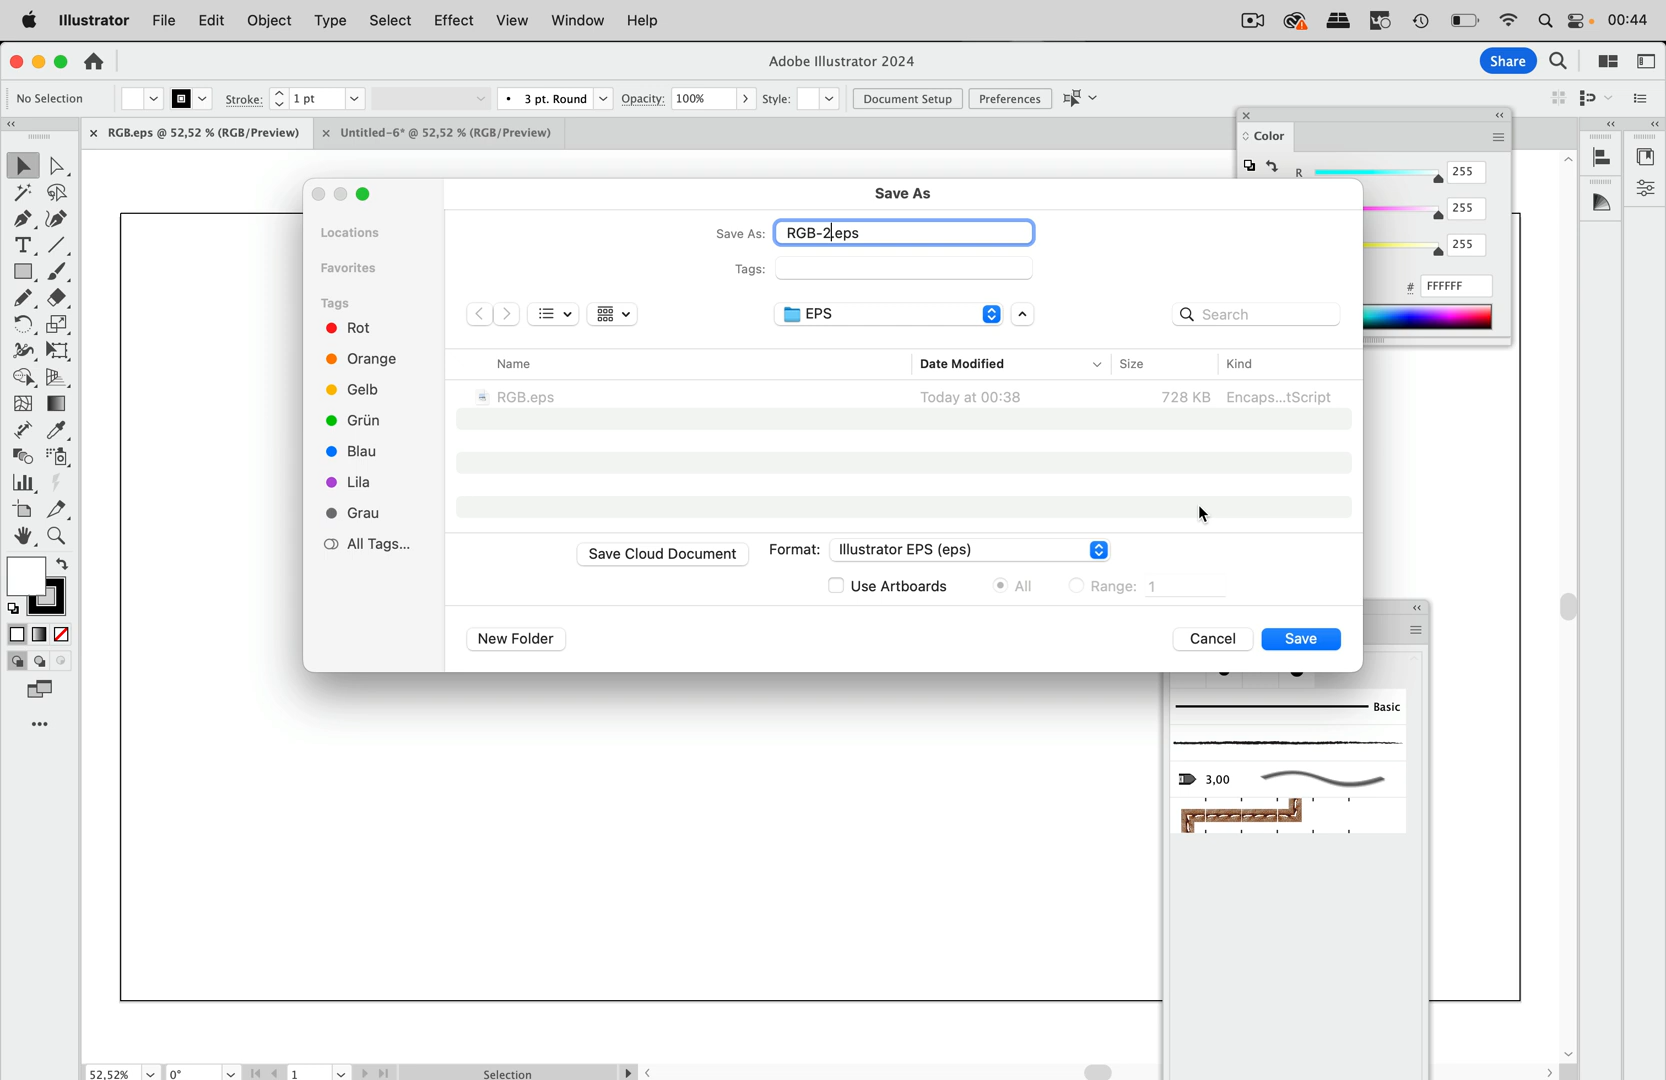 Illustrator File Edit Object Type Select Effect View Window Help 00:44
Adobe Illustrator 2024 Share
No Selection Stroke: 1 pt 3 pt. Round Opacity: 100% Style: Document Setup Preferences
RGB.eps @ 52,52 % (RGB/Preview) Untitled-6* @ 52,52 % (RGB/Preview)
Color
R 255
255
255
# FFFFFF
Save As
Save As: RGB-2.eps
Tags:
EPS
Search
Locations
Favorites
Tags
Rot
Orange
Gelb
Grün
Blau
Lila
Grau
All Tags...
Name Date Modified Size Kind
RGB.eps Today at 00:38 728 KB Encaps...tScript
Save Cloud Document Format: Illustrator EPS (eps)
Use Artboards All Range: 1
New Folder Cancel Save
Basic
3,00
52,52% 0° 1 Selection